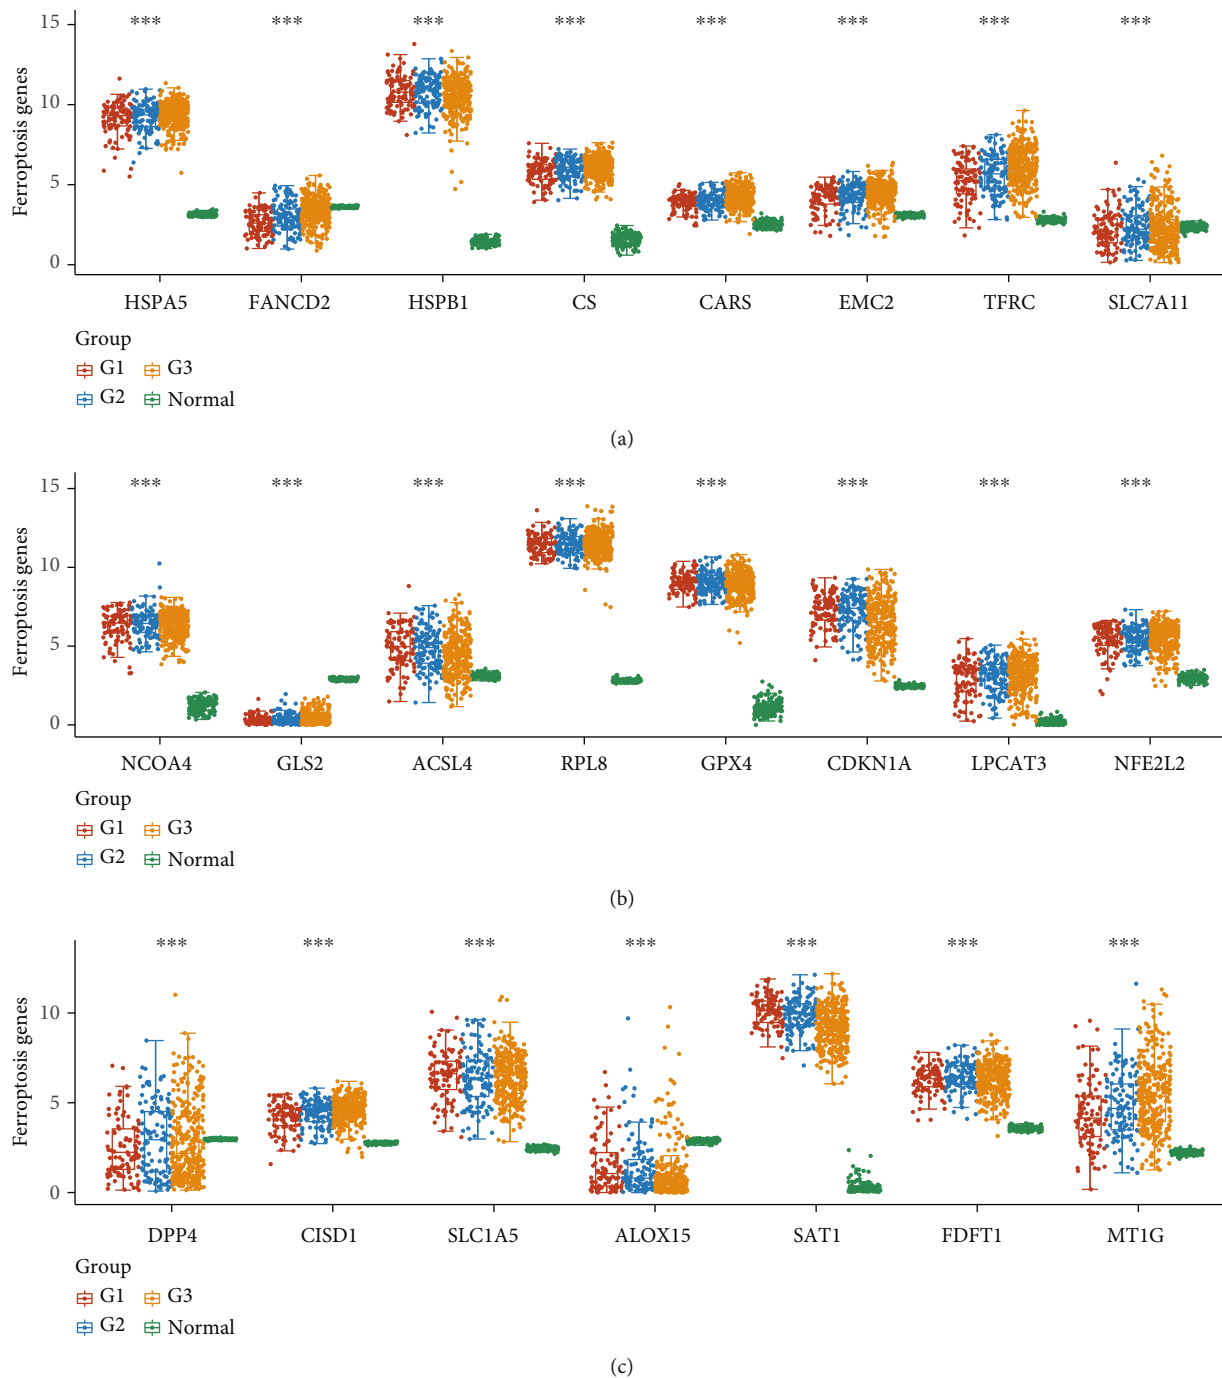 *** *** *** *** *** *** *** ***
15
10
5
0
Ferroptosis genes
HSPA5 FANCD2 HSPB1 CS CARS EMC2 TFRC SLC7A11
Group
G1 G3
G2 Normal
(a)
*** *** *** *** *** *** *** ***
15
10
5
0
Ferroptosis genes
NCOA4 GLS2 ACSL4 RPL8 GPX4 CDKN1A LPCAT3 NFE2L2
Group
G1 G3
G2 Normal
(b)
*** *** *** *** *** *** ***
10
5
0
Ferroptosis genes
DPP4 CISD1 SLC1A5 ALOX15 SAT1 FDFT1 MT1G
Group
G1 G3
G2 Normal
(c)